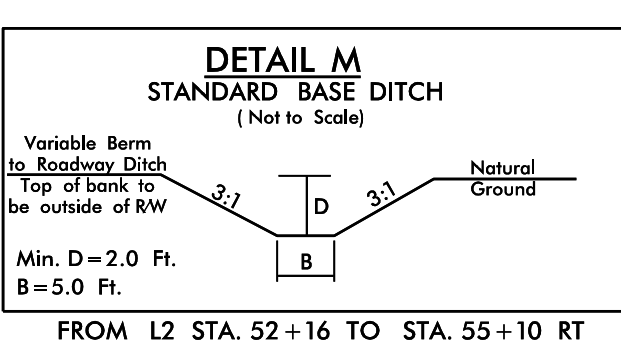 DETAIL M
STANDARD BASE DITCH
( Not to Scale)
Variable Berm
to Roadway Ditch
Top of bank to
be outside of R/W
3:1
D
3:1
Natural
Ground
B
Min. D=2.0 Ft.
B=5.0 Ft.
FROM L2 STA. 52+16 TO STA. 55+10 RT